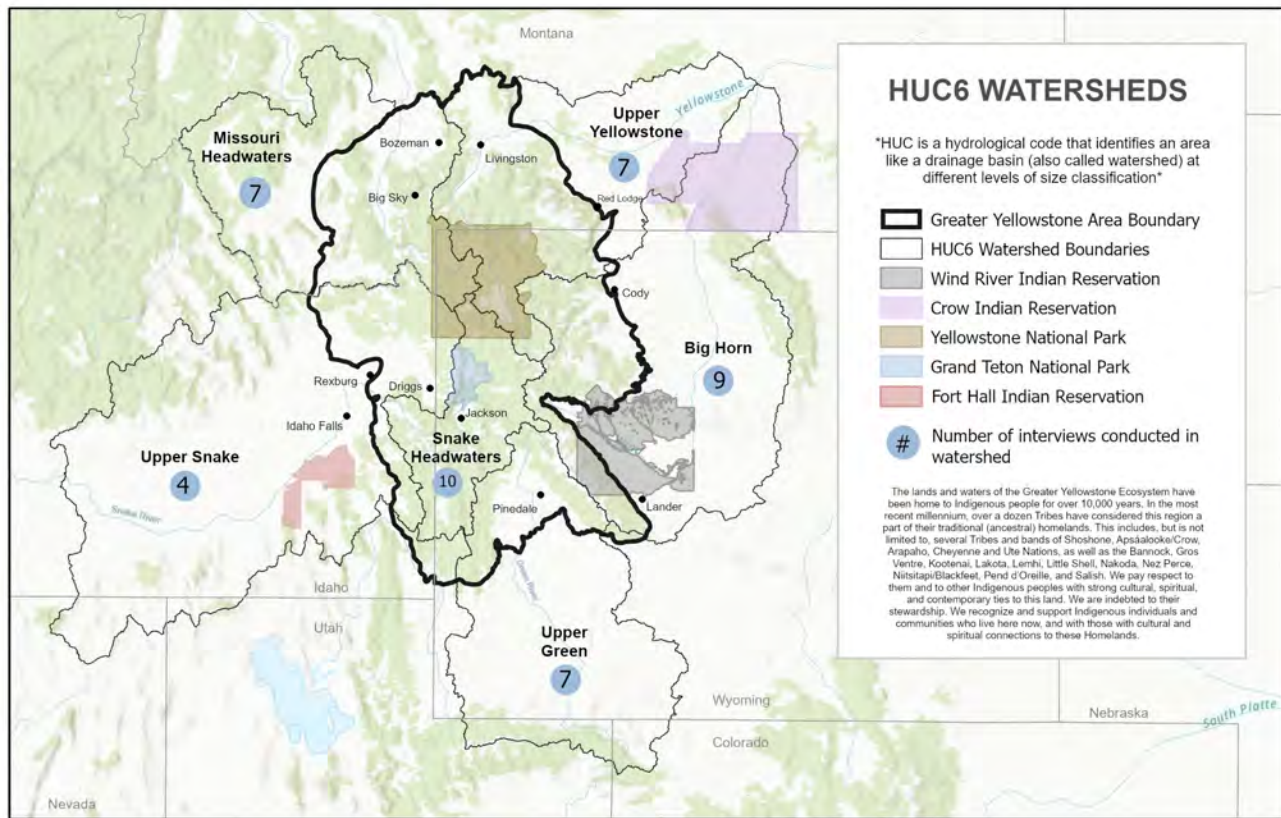 Montana
Missouri
Headwaters
7
Bozeman
Livingston
Big Sky
Upper
Yellowstone
7
Yellowstone
Red Lodge
Cody
Big Horn
9
Rexburg
Driggs
Idaho Falls
Jackson
Snake
Headwaters
10
Upper Snake
4
Snake River
Pinedale
Lander
Green River
Idaho
Utah
Upper
Green
7
Wyoming
Colorado
Nebraska
South Platte
Nevada
HUC6 WATERSHEDS
*HUC is a hydrological code that identifies an area
like a drainage basin (also called watershed) at
different levels of size classification*
Greater Yellowstone Area Boundary
HUC6 Watershed Boundaries
Wind River Indian Reservation
Crow Indian Reservation
Yellowstone National Park
Grand Teton National Park
Fort Hall Indian Reservation
# Number of interviews conducted in
watershed
The lands and waters of the Greater Yellowstone Ecosystem have
been home to Indigenous people for over 10,000 years. In the most
recent millennium, over a dozen Tribes have considered this region a
part of their traditional (ancestral) homelands. This includes, but is not
limited to, several Tribes and bands of Shoshone, Apsáalooke/Crow,
Arapaho, Cheyenne and Ute Nations, as well as the Bannock, Gros
Ventre, Kootenai, Lakota, Lemhi, Little Shell, Nakoda, Nez Perce,
Niitsitapi/Blackfeet, Pend d'Oreille, and Salish. We pay respect to
them and to other Indigenous peoples with strong cultural, spiritual,
and contemporary ties to this land. We are indebted to their
stewardship. We recognize and support Indigenous individuals and
communities who live here now, and with those with cultural and
spiritual connections to these Homelands.